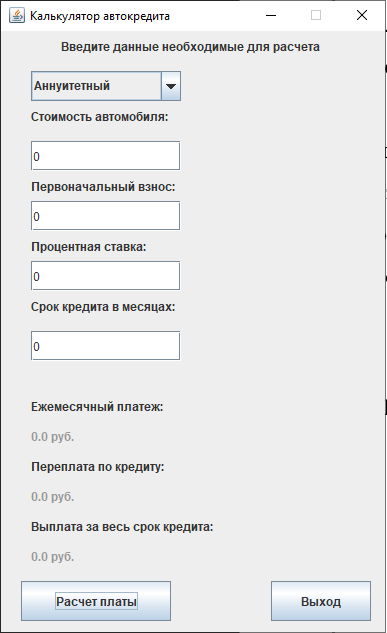 Калькулятор автокредита
Введите данные необходимые для расчета
Аннуитетный
Стоимость автомобиля:
0
Первоначальный взнос:
0
Процентная ставка:
0
Срок кредита в месяцах:
0
Ежемесячный платеж:
0.0 руб.
Переплата по кредиту:
0.0 руб.
Выплата за весь срок кредита:
0.0 руб.
Расчет платы
Выход